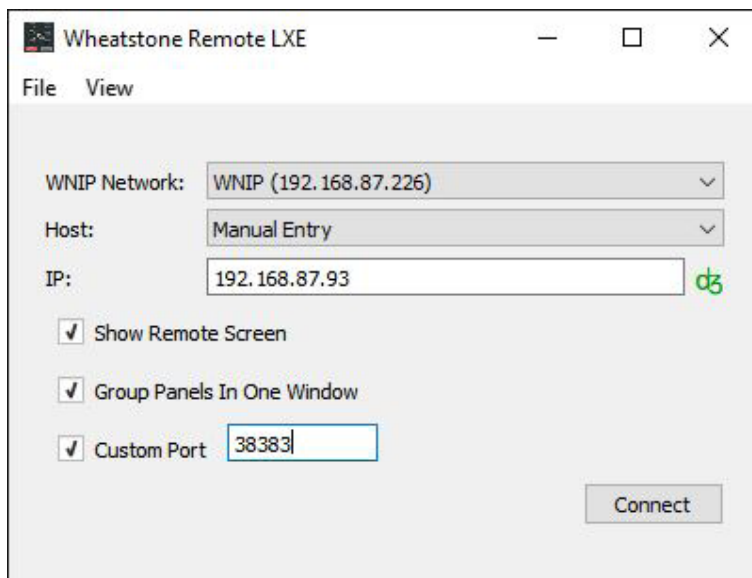 Wheatstone Remote LXE
File View
WNIP Network: WNIP (192.168.87.226)
Host: Manual Entry
IP: 192.168.87.93 ʤ
Show Remote Screen
Group Panels In One Window
Custom Port 38383
Connect